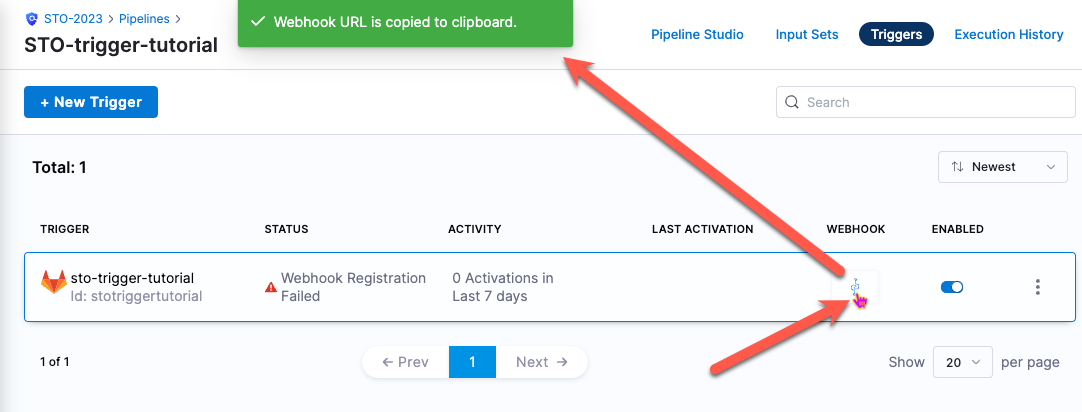 STO-2023 > Pipelines >
STO-trigger-tutorial
Webhook URL is copied to clipboard.
Pipeline Studio
Input Sets
Triggers
Execution History
+ New Trigger
Search
Total: 1
Newest
TRIGGER STATUS ACTIVITY LAST ACTIVATION WEBHOOK ENABLED
sto-trigger-tutorial
Id: stotriggertutorial
Webhook Registration
Failed
0 Activations in
Last 7 days
1 of 1
← Prev
1
Next →
Show 20 per page